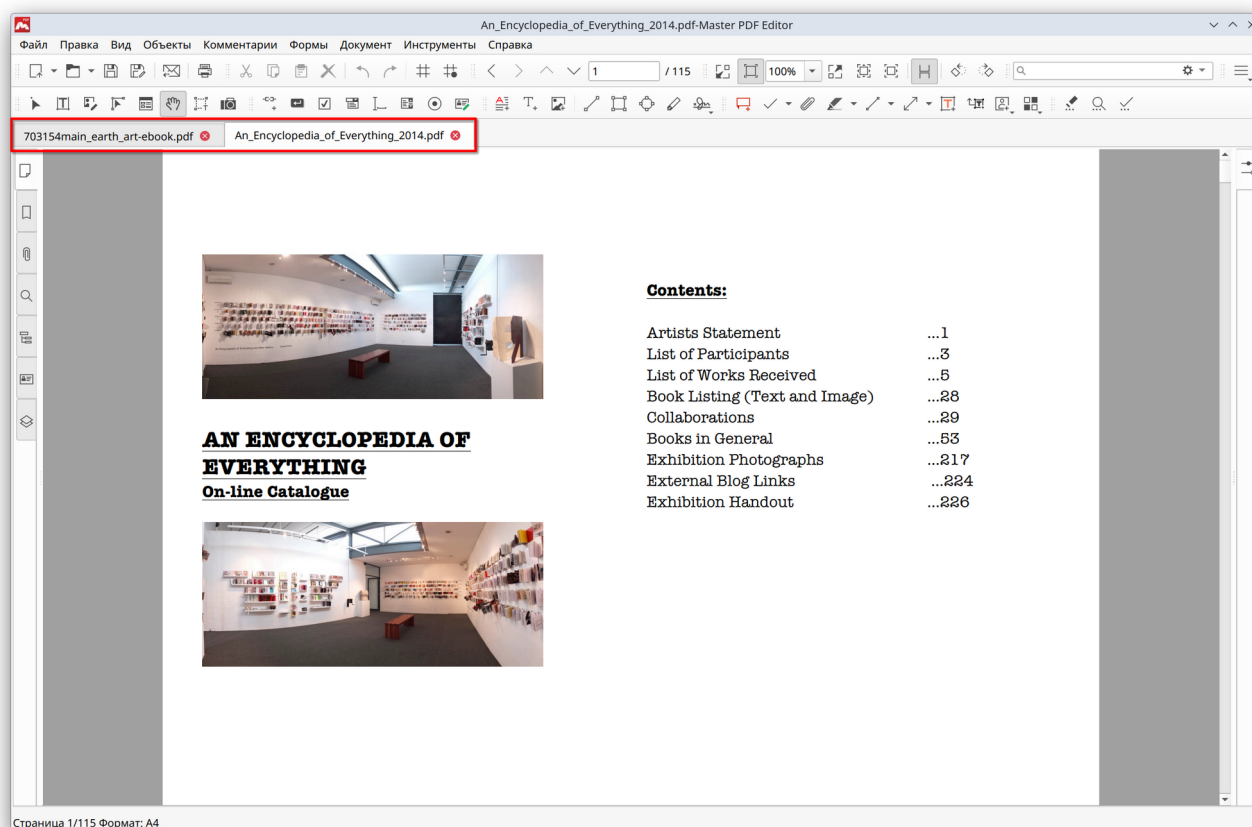 An_Encyclopedia_of_Everything_2014.pdf-Master PDF Editor
Файл Правка Вид Объекты Комментарии Формы Документ Инструменты Справка
1 / 115 100%
703154main_earth_art-ebook.pdf An_Encyclopedia_of_Everything_2014.pdf
AN ENCYCLOPEDIA OF
EVERYTHING
On-line Catalogue
Contents:
Artists Statement ...1
List of Participants ...3
List of Works Received ...5
Book Listing (Text and Image) ...28
Collaborations ...29
Books in General ...53
Exhibition Photographs ...217
External Blog Links ...224
Exhibition Handout ...226
Страница 1/115 Формат: A4